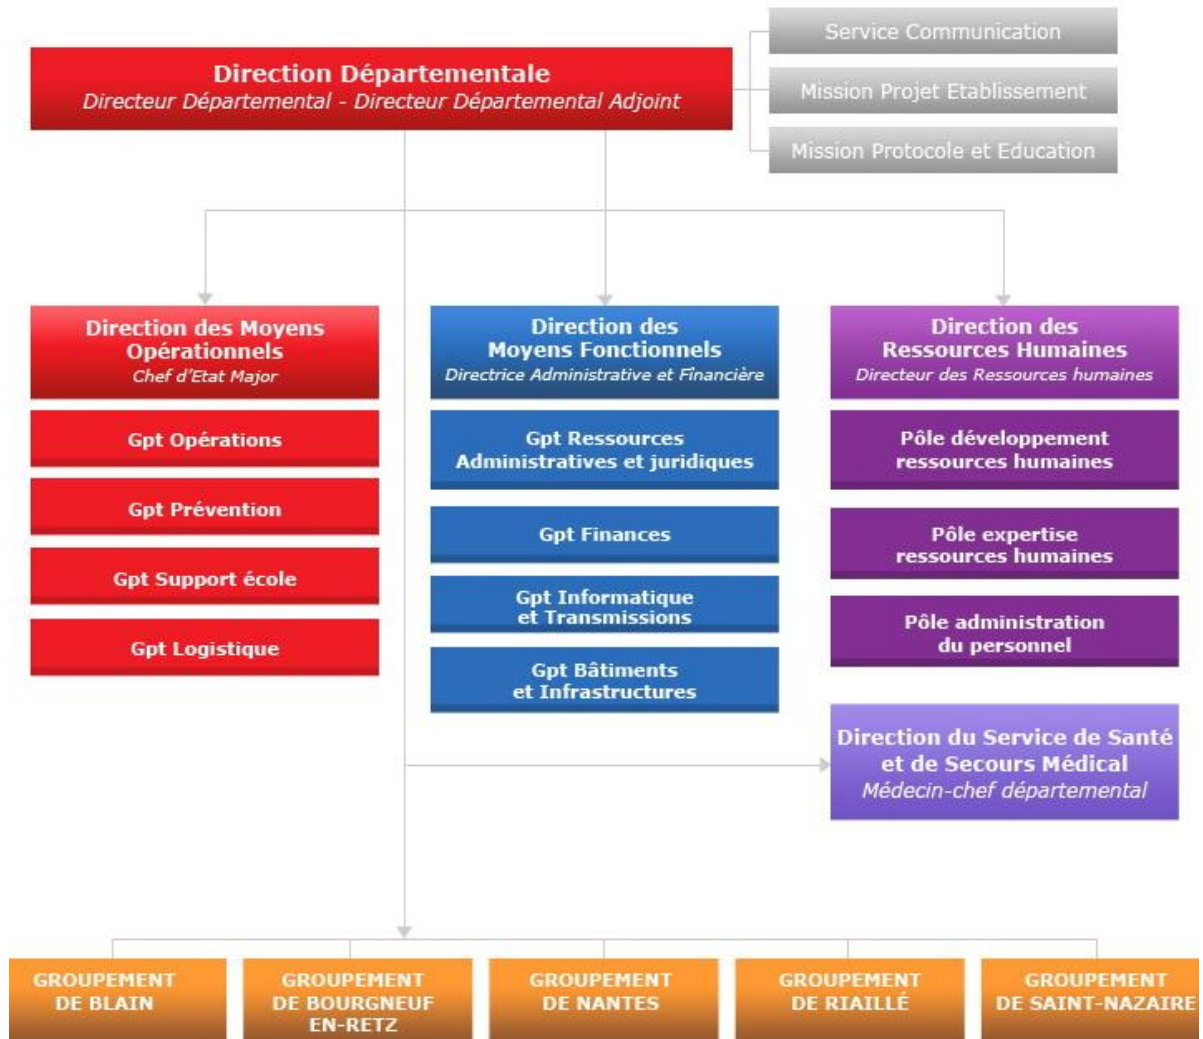 Service Communication
Direction Départementale
Directeur Départemental - Directeur Départemental Adjoint
Mission Projet Etablissement
Mission Protocole et Education
Direction des Moyens
Opérationnels
Chef d'Etat Major
Gpt Opérations
Gpt Prévention
Gpt Support école
Gpt Logistique
Direction des
Moyens Fonctionnels
Directrice Administrative et Fînancière
Gpt Ressources
Administratives et juridiques
Gpt Finances
Gpt Informatique
et Transmissions
Gpt Bâtiments
et Infrastructures
Direction des
Ressources Humaines
Directeur des Ressources humaines
Pôle développement
ressources humaines
Pôle expertise
ressources humaines
Pôle administration
du personnel
Direction du Service de Santé
et de Secours Médical
Médecin-chef départemental
GROUPEMENT
DE BLAIN
GROUPEMENT
DE BOURGNEUF
EN-RETZ
GROUPEMENT
DE NANTES
GROUPEMENT
DE RIAILLÉ
GROUPEMENT
DE SAINT-NAZAIRE